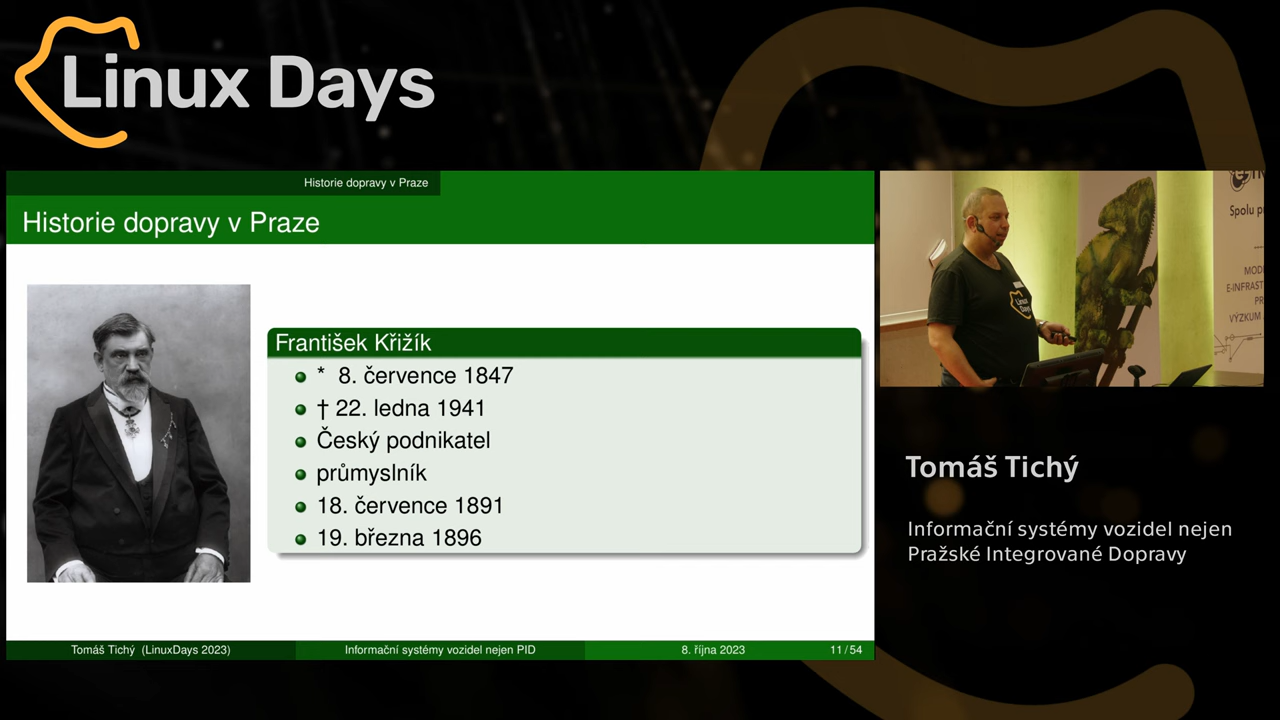 Linux Days
Historie dopravy v Praze
Historie dopravy v Praze
František Křižík
* 8. července 1847
† 22. ledna 1941
Český podnikatel
průmyslník
18. července 1891
19. března 1896
Tomáš Tichý (LinuxDays 2023)
Informační systémy vozidel nejen PID
8. října 2023
11 / 54
Spolu
Linux
Days
Tomáš Tichý
Informační systémy vozidel nejen
Pražské Integrované Dopravy